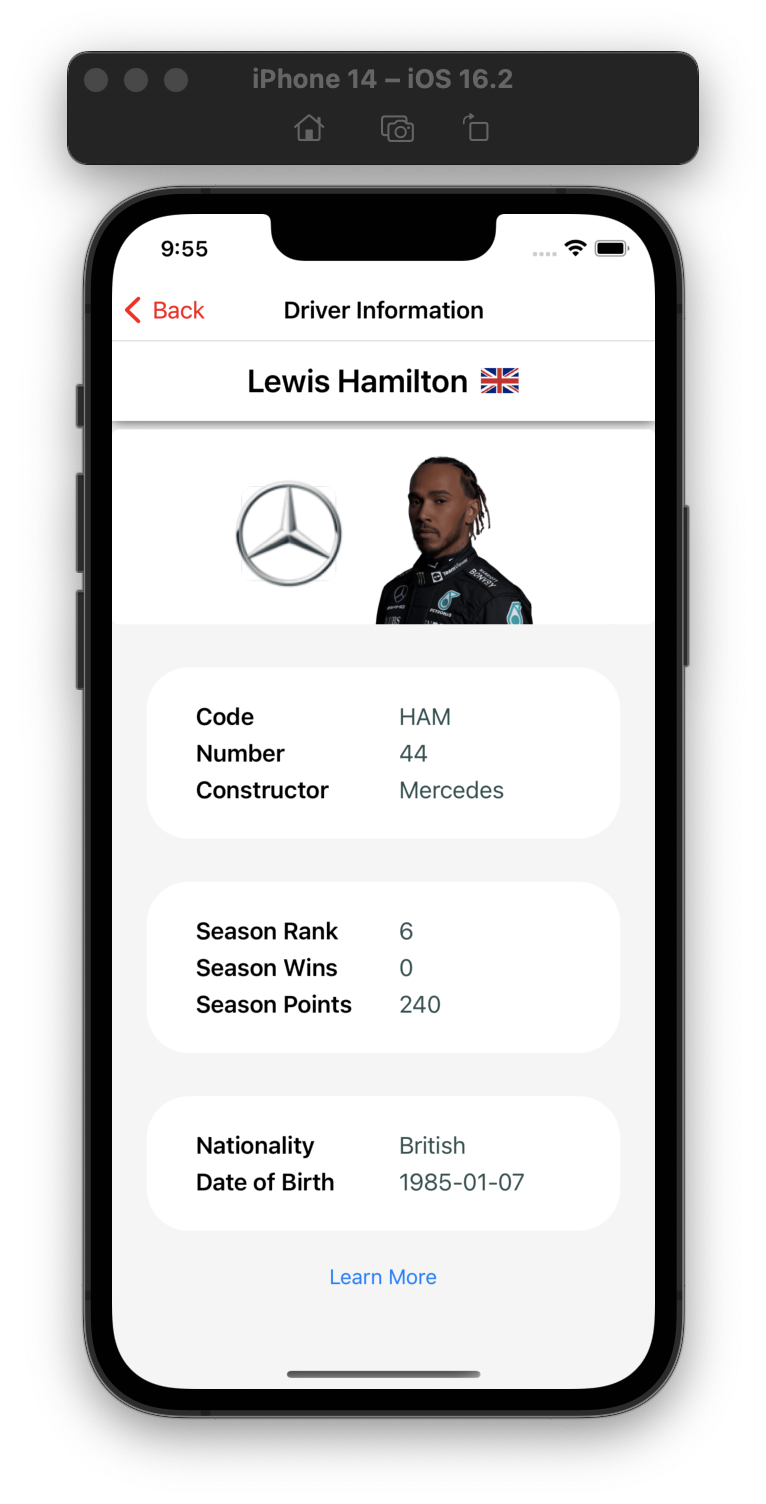 iPhone 14 – iOS 16.2
9:55
Back
Driver Information
Lewis Hamilton
Code HAM
Number 44
Constructor Mercedes
Season Rank 6
Season Wins 0
Season Points 240
Nationality British
Date of Birth 1985-01-07
Learn More